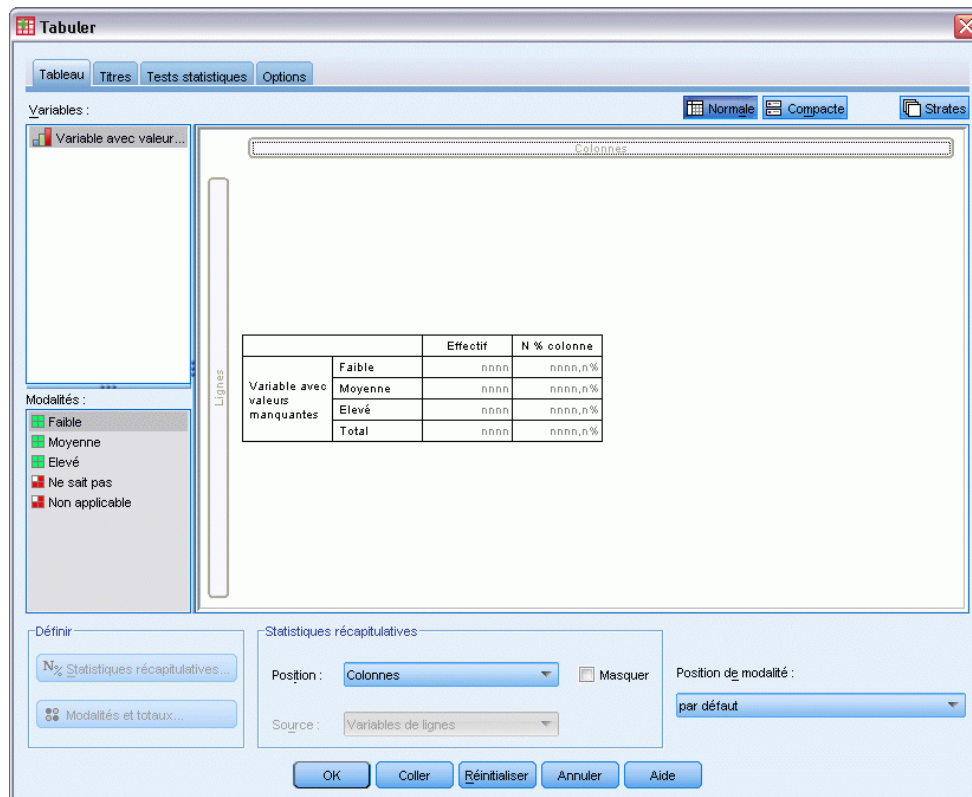 Tabuler
Tableau Titres Tests statistiques Options
Variables :
Normale Compacte Strates
Variable avec valeur...
Colonnes
Lignes
Effectif N % colonne
Variable avec valeurs manquantes
Faible nnnn nnnn,n%
Moyenne nnnn nnnn,n%
Elevé nnnn nnnn,n%
Total nnnn nnnn,n%
Modalités :
Faible
Moyenne
Elevé
Ne sait pas
Non applicable
Définir
N% Statistiques récapitulatives...
Modalités et totaux...
Statistiques récapitulatives
Position : Colonnes Masquer
Source : Variables de lignes
Position de modalité :
par défaut
OK Coller Réinitialiser Annuler Aide